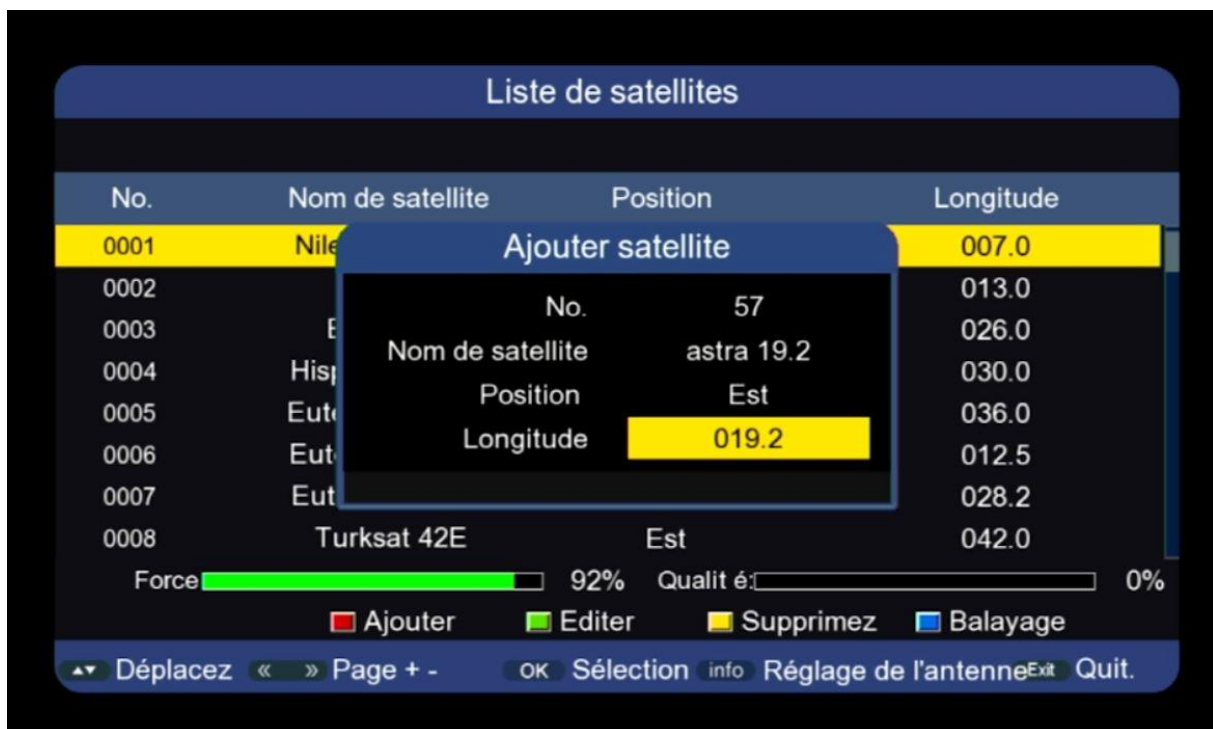 Liste de satellites
No. Nom de satellite Position Longitude
0001 007.0
Ajouter satellite
0002 013.0
No. 57
0003 026.0
Nom de satellite astra 19.2
0004 030.0
Position Est
0005 036.0
Longitude 019.2
0006 012.5
0007 028.2
0008 Turksat 42E Est 042.0
Force 92% Qualit é: 0%
Ajouter Editer Supprimez Balayage
Déplacez « » Page + - OK Sélection info Réglage de l'antenne Exit Quit.